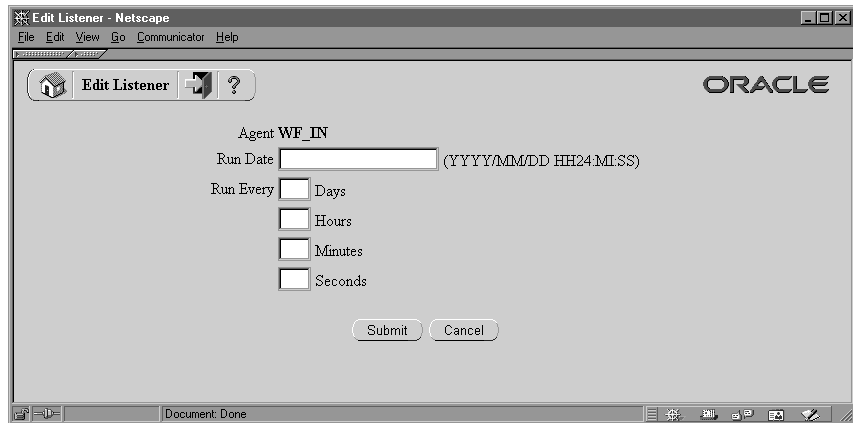 Edit Listener - Netscape
File Edit View Go Communicator Help
Edit Listener ? ORACLE
Agent WF_IN
Run Date (YYYY/MM/DD HH24:MI:SS)
Run Every Days
Hours
Minutes
Seconds
Submit Cancel
Document: Done